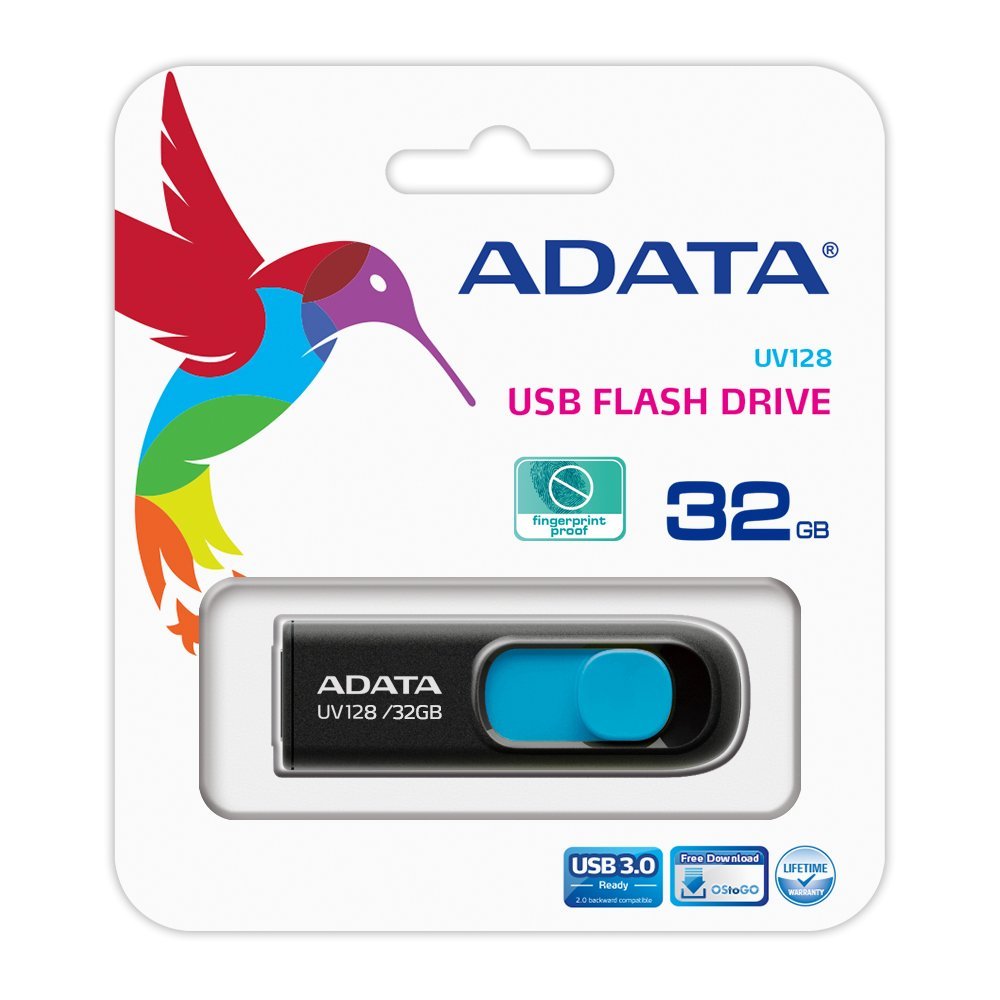 ADATA®
UV128
USB FLASH DRIVE
fingerprint
proof
32GB
ADATA
UV128 /32GB
USB 3.0
Ready
2.0 backward compatible
Free Download
OStoGO
LIFETIME
WARRANTY